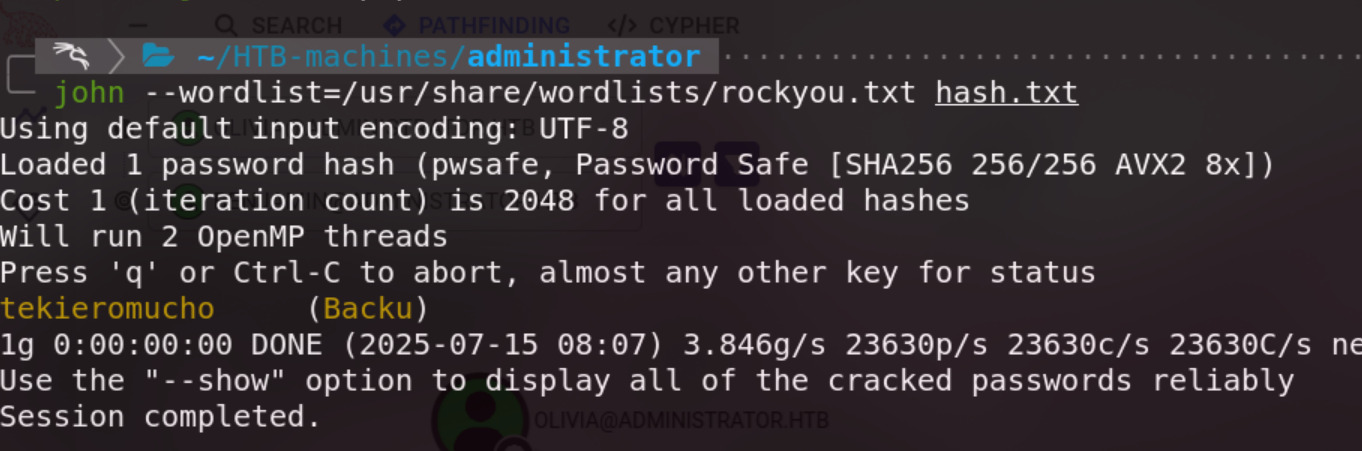 SEARCH PATHFINDING </> CYPHER
~/HTB-machines/administrator
john --wordlist=/usr/share/wordlists/rockyou.txt hash.txt
Using default input encoding: UTF-8
Loaded 1 password hash (pwsafe, Password Safe [SHA256 256/256 AVX2 8x])
Cost 1 (iteration count) is 2048 for all loaded hashes
Will run 2 OpenMP threads
Press 'q' or Ctrl-C to abort, almost any other key for status
tekieromucho (Backu)
1g 0:00:00:00 DONE (2025-07-15 08:07) 3.846g/s 23630p/s 23630c/s 23630C/s ne
Use the "--show" option to display all of the cracked passwords reliably
Session completed.
OLIVIA@ADMINISTRATOR.HTB